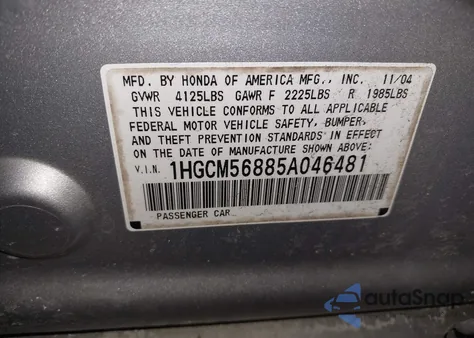 MFD. BY HONDA OF AMERICA MFG., INC. 11/04
GVWR 4125LBS GAWR F 2225LBS R 1985LBS
THIS VEHICLE CONFORMS TO ALL APPLICABLE
FEDERAL MOTOR VEHICLE SAFETY, BUMPER,
AND THEFT PREVENTION STANDARDS IN EFFECT
ON THE DATE OF MANUFACTURE SHOWN ABOVE:
V.I.N. 1HGCM56885A046481
PASSENGER CAR
autoSnap